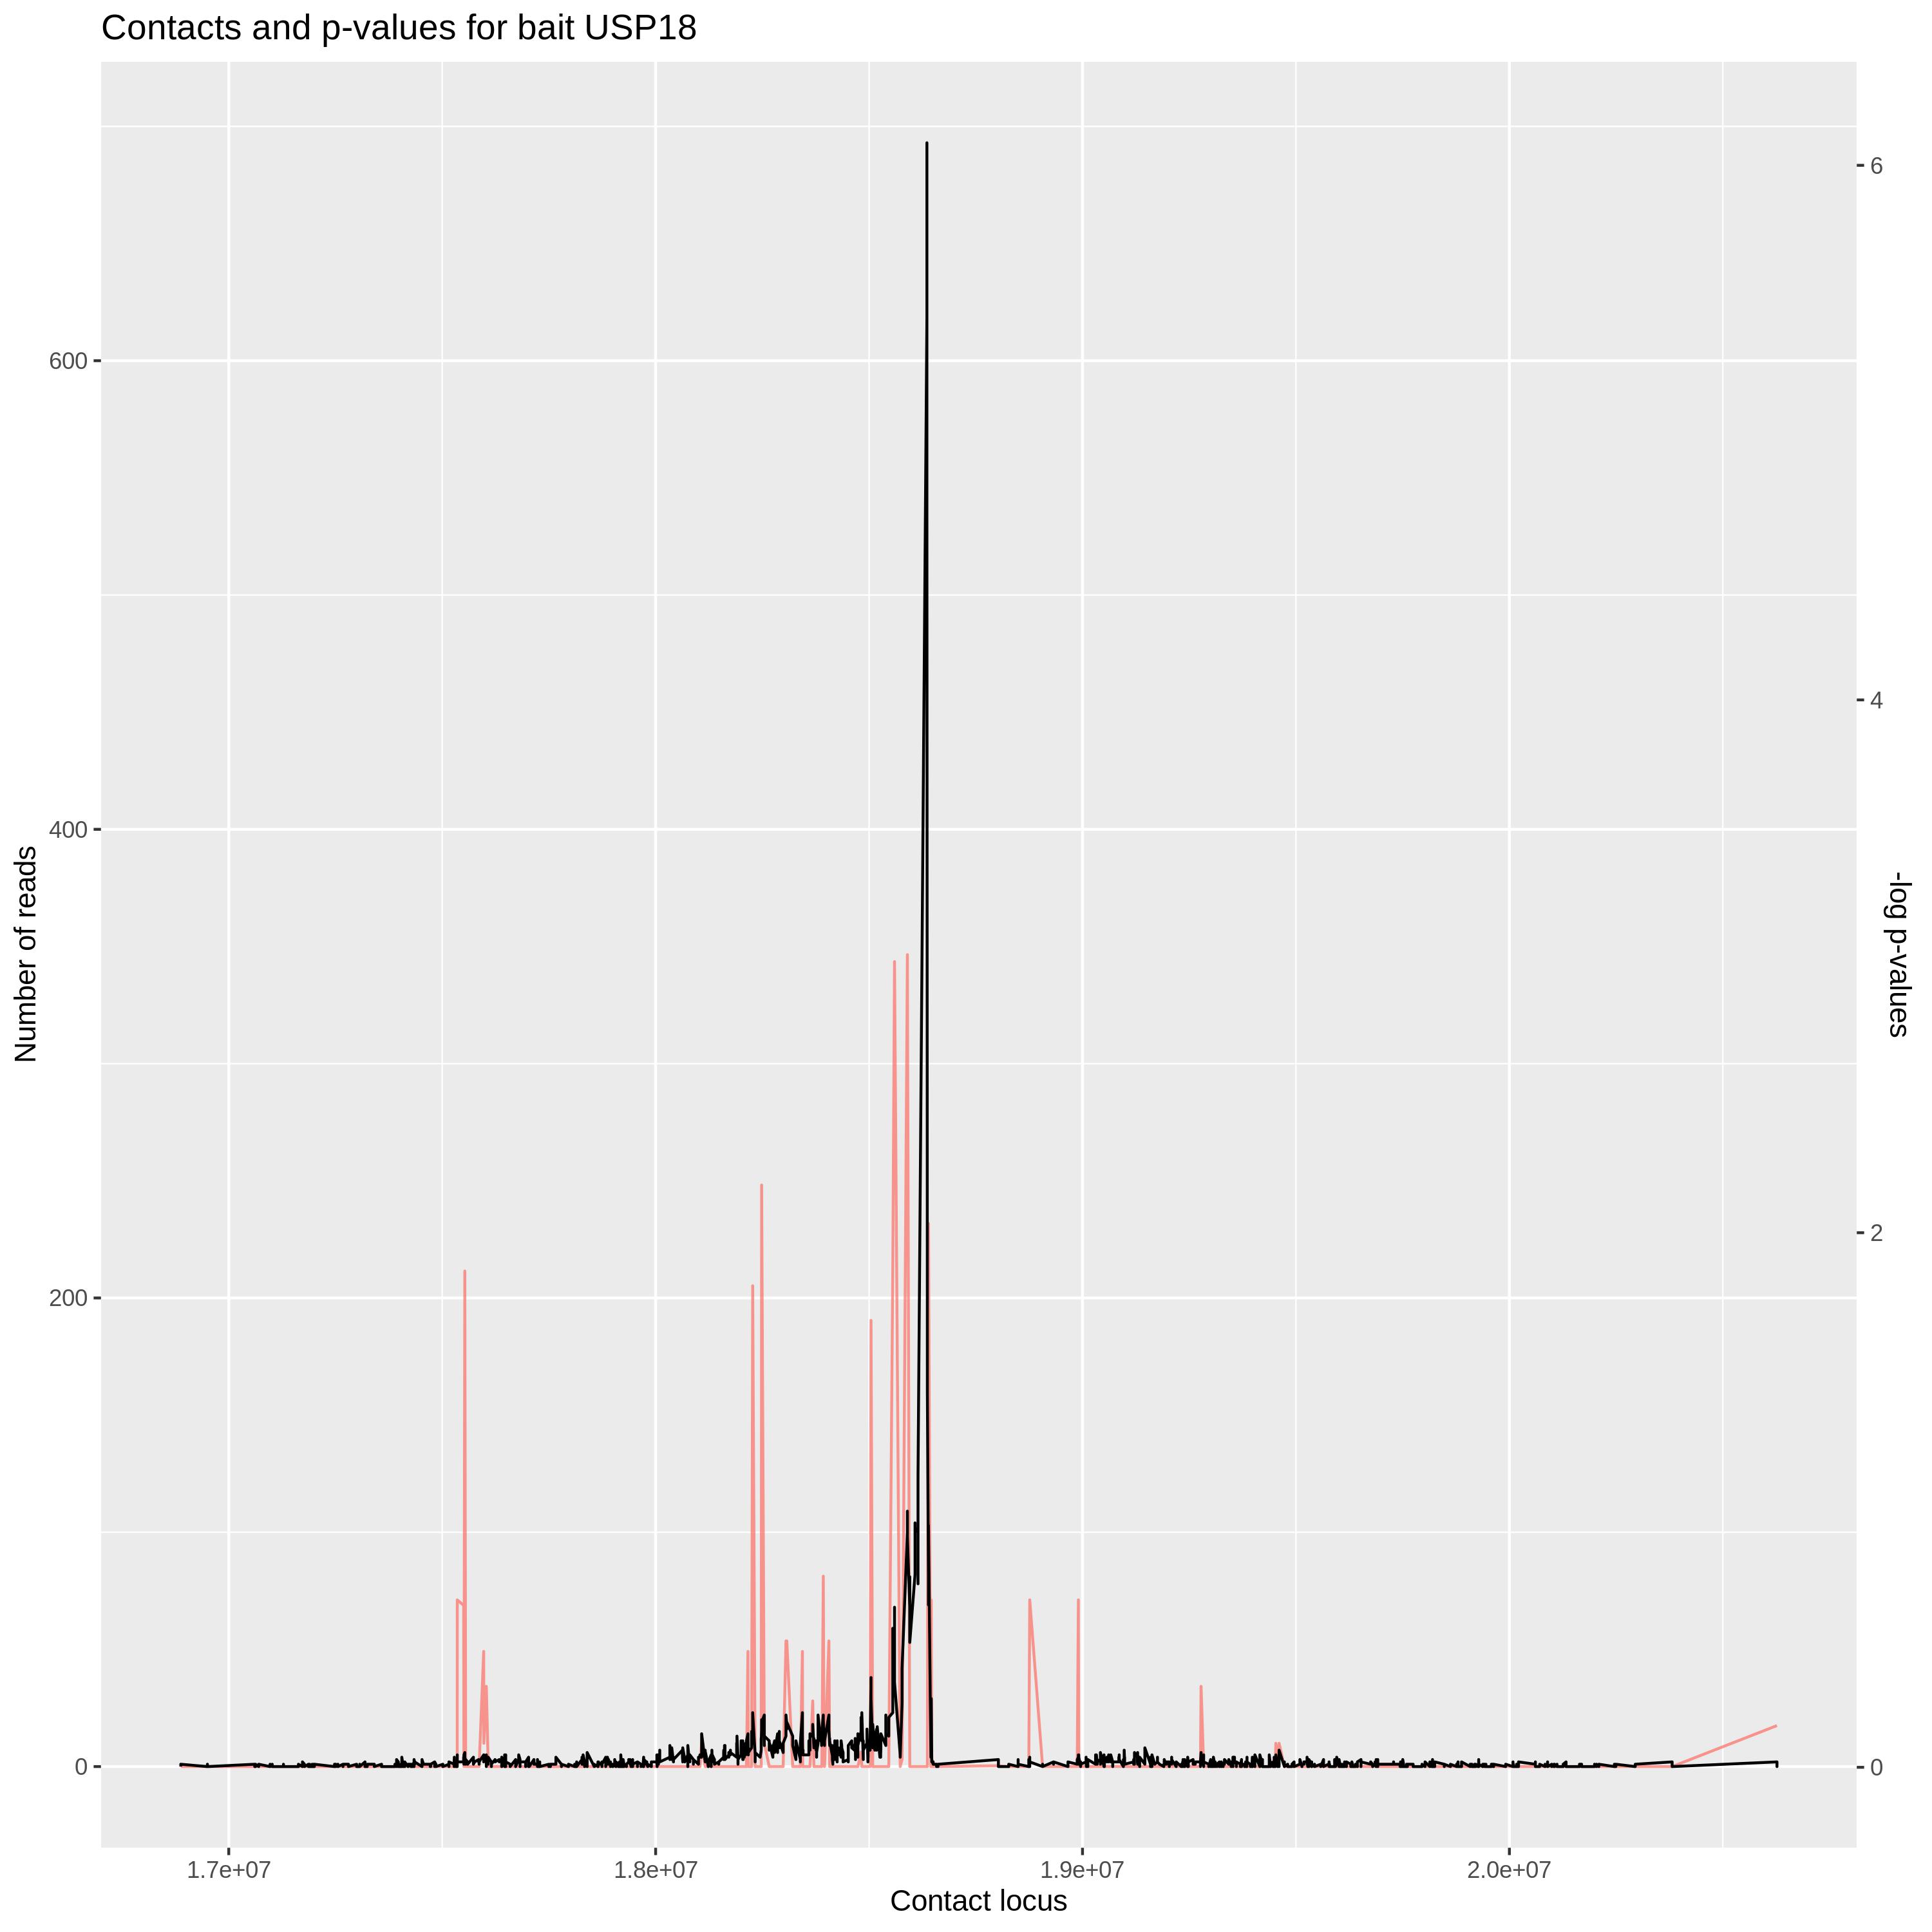 Contacts and p-values for bait USP18
6
600
4
400
Number of reads
-log p-values
2
200
0
0
1.7e+07
1.8e+07
1.9e+07
2.0e+07
Contact locus